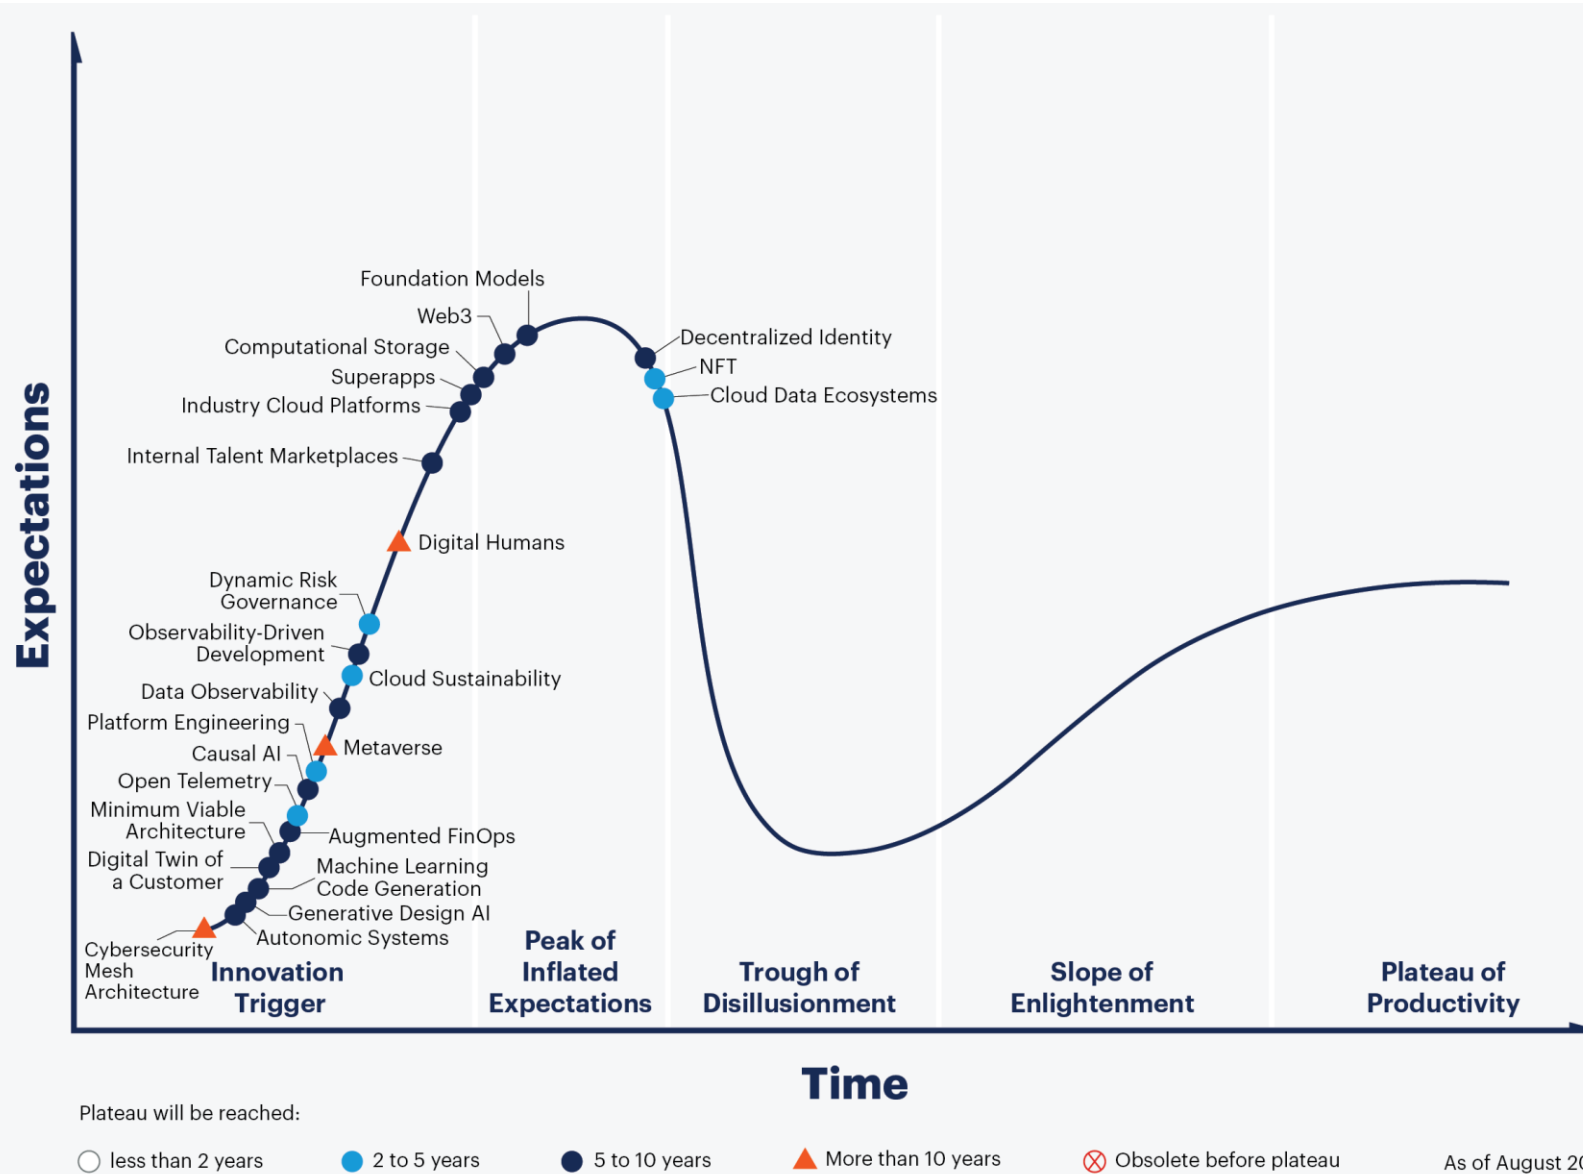 Expectations
Foundation Models
Web3
Computational Storage
Superapps
Industry Cloud Platforms
Internal Talent Marketplaces
Decentralized Identity
NFT
Cloud Data Ecosystems
Digital Humans
Dynamic Risk
Governance
Observability-Driven
Development
Cloud Sustainability
Data Observability
Platform Engineering
Metaverse
Causal AI
Open Telemetry
Minimum Viable
Architecture
Augmented FinOps
Digital Twin of
a Customer
Machine Learning
Code Generation
Generative Design AI
Autonomic Systems
Cybersecurity
Mesh
Architecture
Innovation
Trigger
Peak of
Inflated
Expectations
Trough of
Disillusionment
Slope of
Enlightenment
Plateau of
Productivity
Time
Plateau will be reached:
less than 2 years
2 to 5 years
5 to 10 years
More than 10 years
Obsolete before plateau
As of August